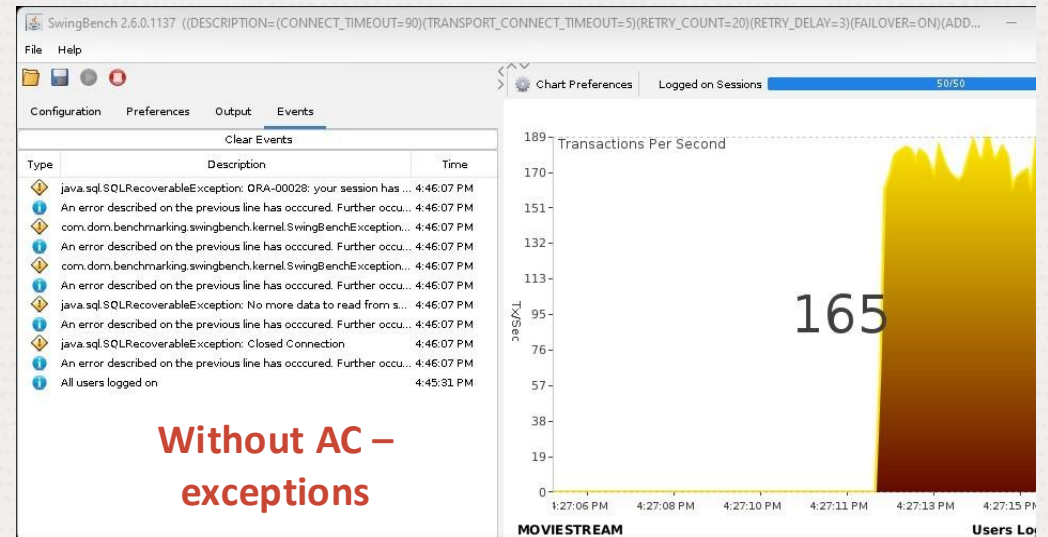 SwingBench 2.6.0.1137 ((DESCRIPTION=(CONNECT_TIMEOUT=90)(TRANSPORT_CONNECT_TIMEOUT=5)(RETRY_COUNT=20)(RETRY_DELAY=3)(FAILOVER=ON)(ADD...
File Help
Chart Preferences Logged on Sessions 50/50
Configuration Preferences Output Events
Clear Events
Type Description Time
java.sql.SQLRecoverableException: ORA-00028: your session has ... 4:46:07 PM
An error described on the previous line has occcured. Further occu... 4:46:07 PM
com.dom.benchmarking.swingbench.kernel.SwingBenchException... 4:46:07 PM
An error described on the previous line has occcured. Further occu... 4:46:07 PM
com.dom.benchmarking.swingbench.kernel.SwingBenchException... 4:46:07 PM
An error described on the previous line has occcured. Further occu... 4:46:07 PM
java.sql.SQLRecoverableException: No more data to read from s... 4:46:07 PM
An error described on the previous line has occcured. Further occu... 4:46:07 PM
java.sql.SQLRecoverableException: Closed Connection 4:46:07 PM
An error described on the previous line has occcured. Further occu... 4:46:07 PM
All users logged on 4:45:31 PM
Without AC –
exceptions
Transactions Per Second
189
170
151
132
113
95
76
57
38
19
0
Tx/Sec
165
4:27:06 PM 4:27:08 PM 4:27:10 PM 4:27:11 PM 4:27:13 PM 4:27:15 P
MOVIESTREAM Users Lo